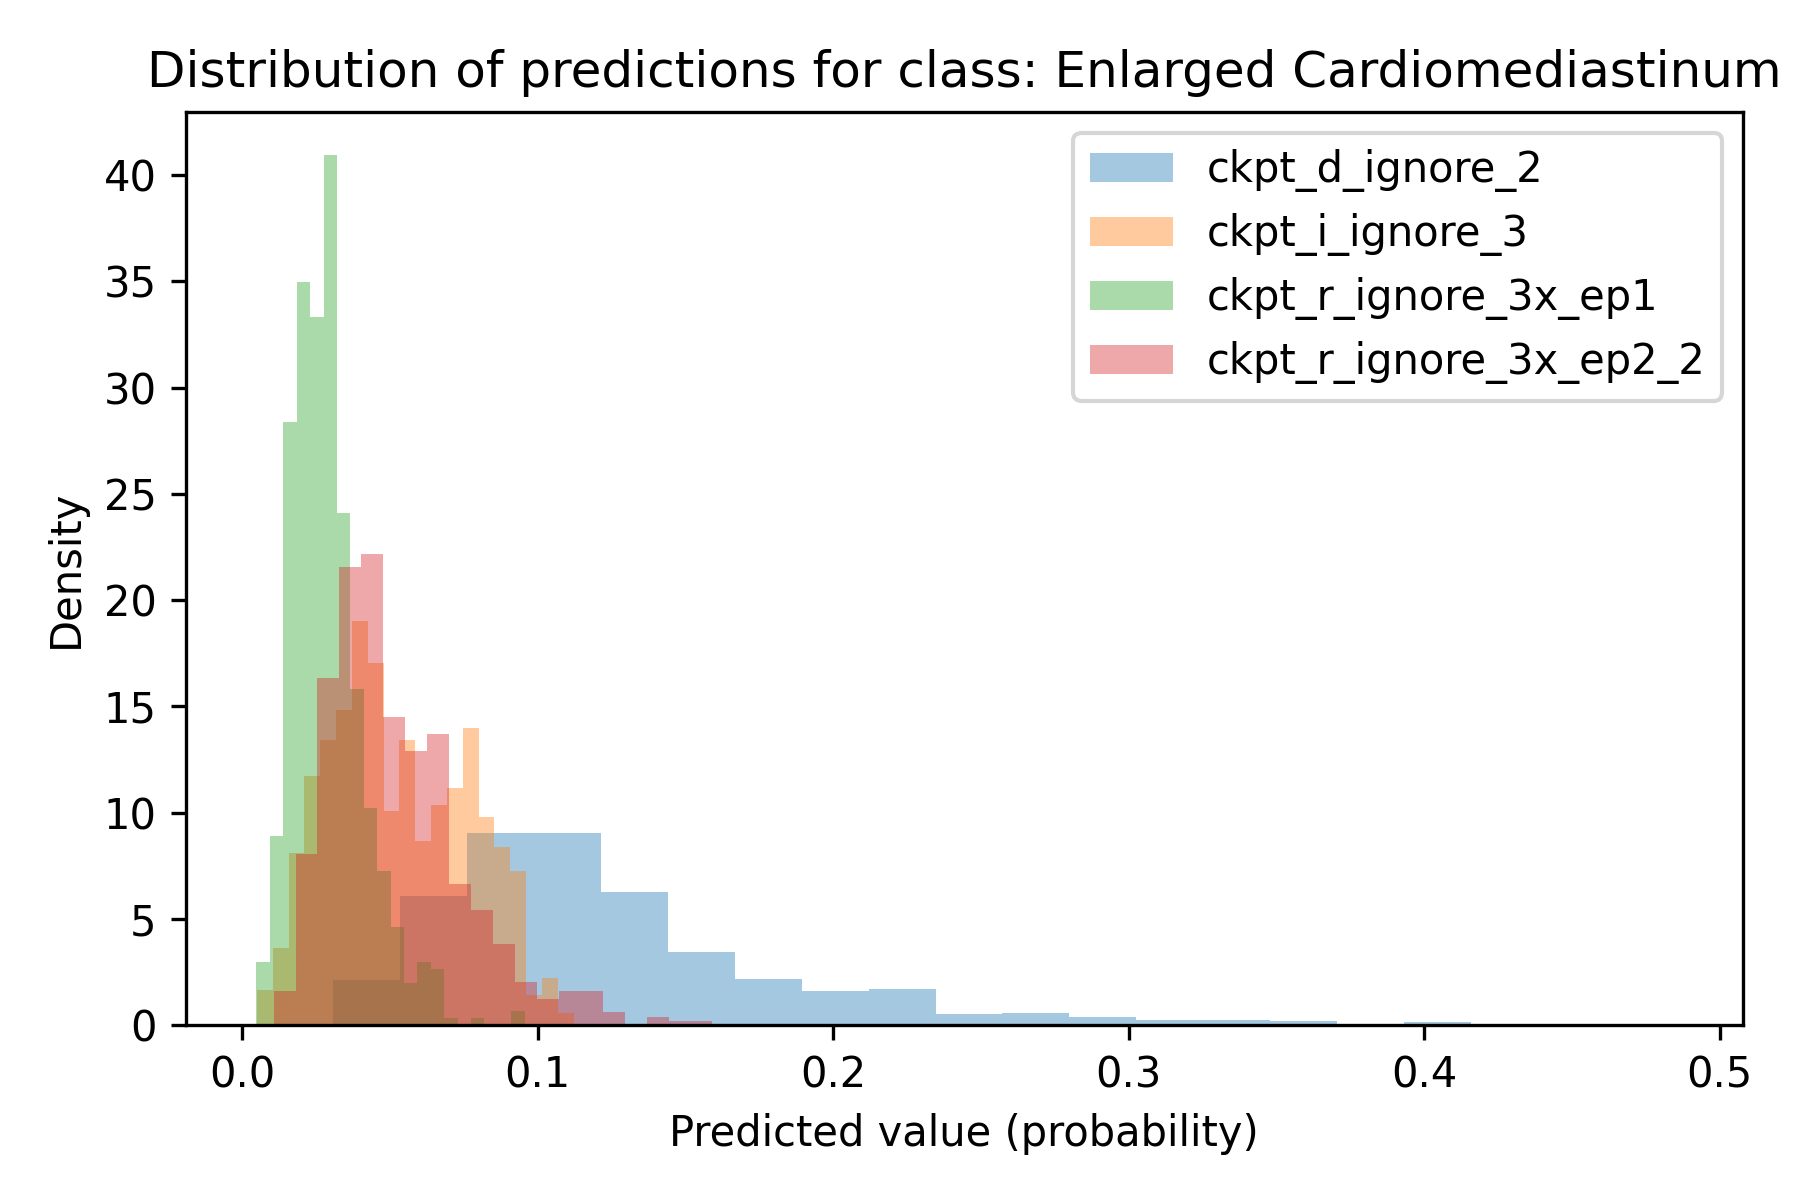 Distribution of predictions for class: Enlarged Cardiomediastinum
ckpt_d_ignore_2
ckpt_i_ignore_3
ckpt_r_ignore_3x_ep1
ckpt_r_ignore_3x_ep2_2
40
35
30
25
20
15
10
5
0
Density
0.0 0.1 0.2 0.3 0.4 0.5
Predicted value (probability)